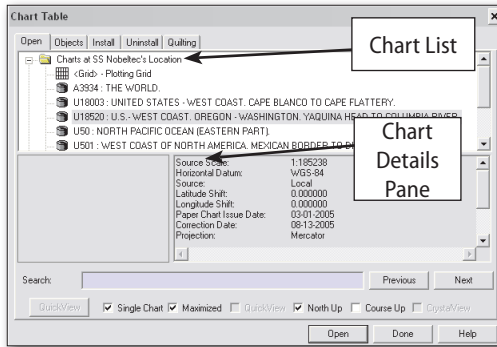 Chart Table
Open Objects Install Uninstall Quilting
Chart List
Charts at SS Nobeltec's Location
<Grid> - Plotting Grid
A3934 : THE WORLD.
U18003 : UNITED STATES - WEST COAST. CAPE BLANCO TO CAPE FLATTERY.
U18520 : U.S.- WEST COAST. OREGON - WASHINGTON. YAQUINA HEAD TO COLUMBIA RIVER
U50 : NORTH PACIFIC OCEAN (EASTERN PART).
U501 : WEST COAST OF NORTH AMERICA. MEXICAN BORDER TO
Chart
Details
Pane
Source Scale: 1:185238
Horizontal Datum: WGS-84
Source: Local
Latitude Shift: 0.000000
Longitude Shift: 0.000000
Paper Chart Issue Date: 03-01-2005
Correction Date: 08-13-2005
Projection: Mercator
Search: Previous Next
QuickView Single Chart Maximized QuickView North Up Course Up CrystalView
Open Done Help